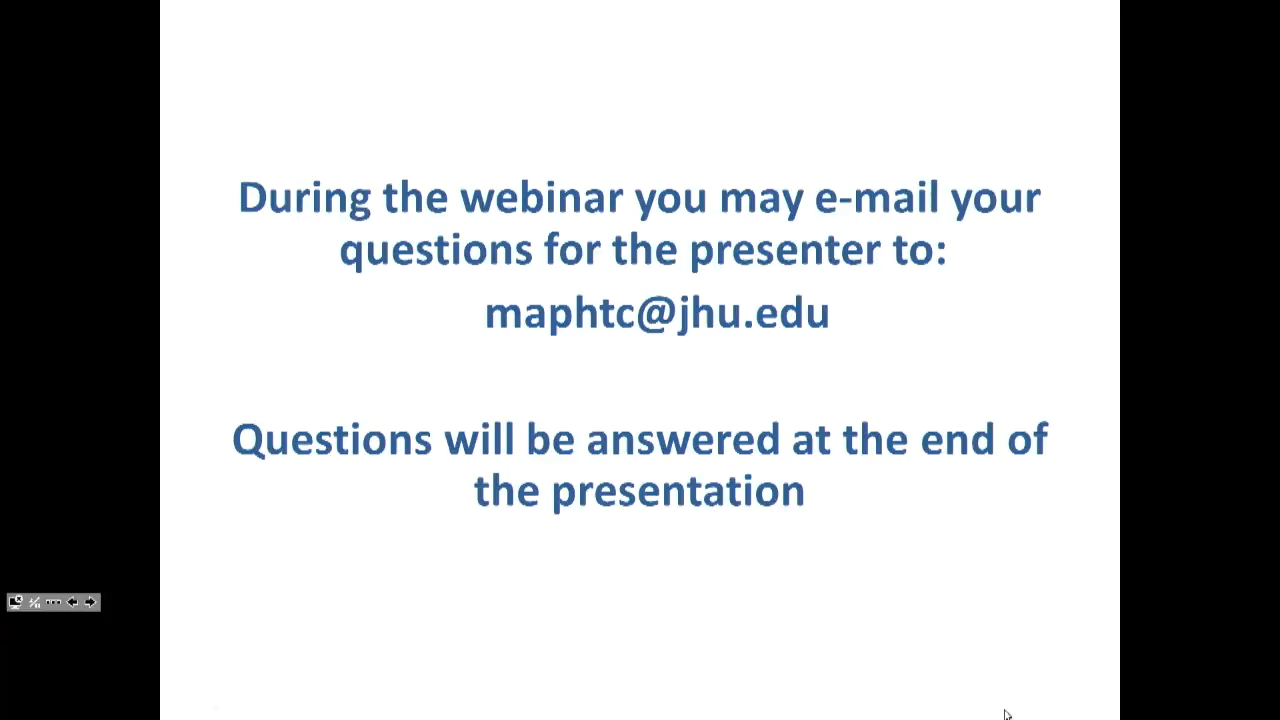 During the webinar you may e-mail your
questions for the presenter to:
maphtc@jhu.edu
Questions will be answered at the end of
the presentation